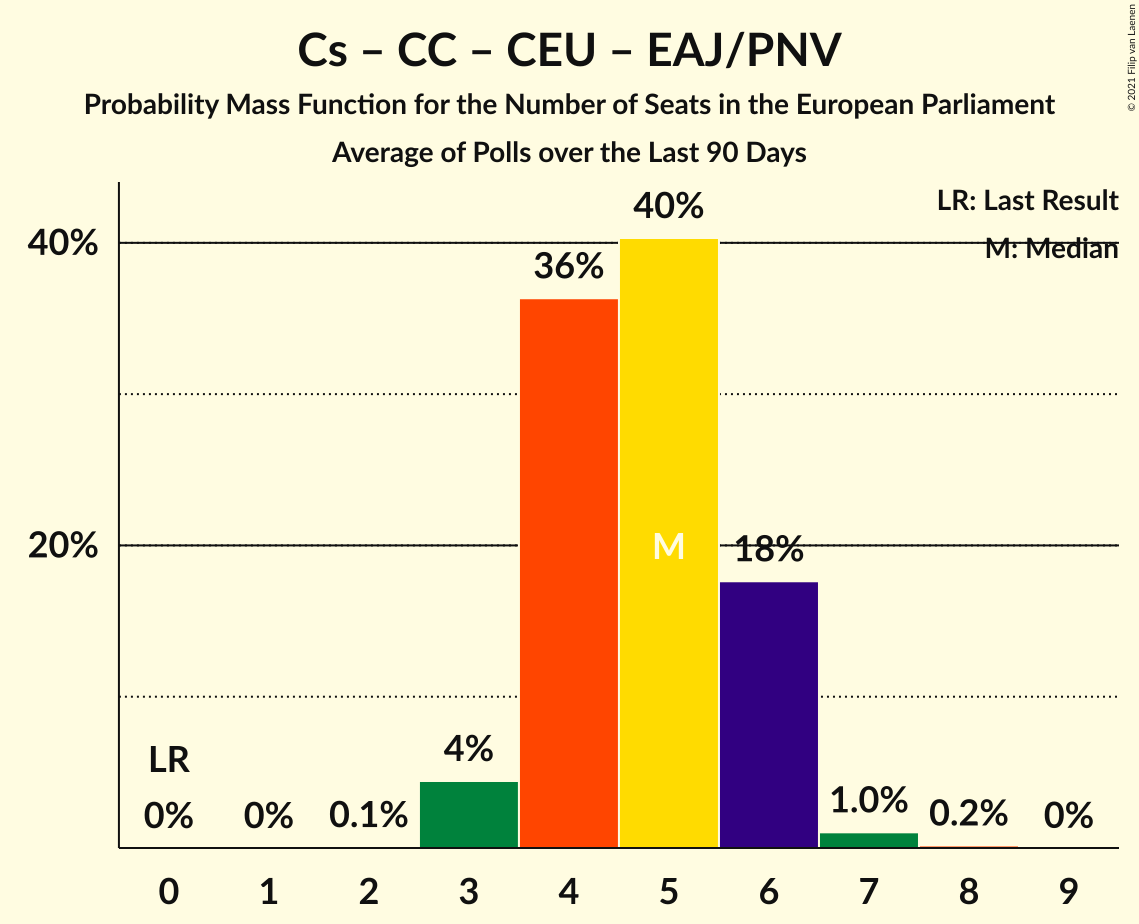 Cs – CC – CEU – EAJ/PNV
Probability Mass Function for the Number of Seats in the European Parliament
Average of Polls over the Last 90 Days
© 2021 Filip van Laenen
LR: Last Result
M: Median
40%
20%
LR
0%
0%
0.1%
4%
36%
40%
M
18%
1.0%
0.2%
0%
0 1 2 3 4 5 6 7 8 9